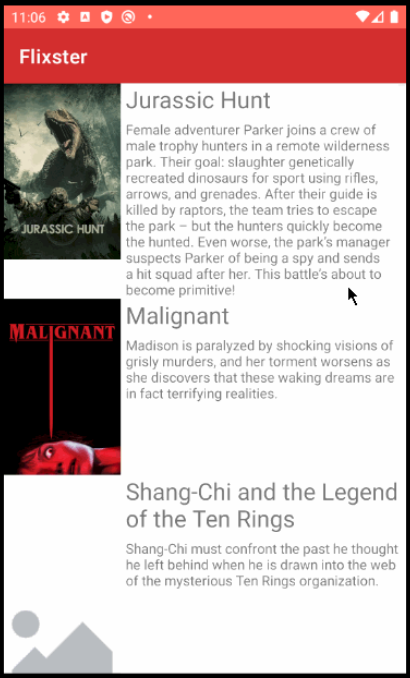 11:06
Flixster
Jurassic Hunt
Female adventurer Parker joins a crew of
male trophy hunters in a remote wilderness
park. Their goal: slaughter genetically
recreated dinosaurs for sport using rifles,
arrows, and grenades. After their guide is
killed by raptors, the team tries to escape
the park – but the hunters quickly become
the hunted. Even worse, the park's manager
suspects Parker of being a spy and sends
a hit squad after her. This battle's about to
become primitive!
JURASSIC HUNT
Malignant
Madison is paralyzed by shocking visions of
grisly murders, and her torment worsens as
she discovers that these waking dreams are
in fact terrifying realities.
MALIGNANT
Shang-Chi and the Legend
of the Ten Rings
Shang-Chi must confront the past he thought
he left behind when he is drawn into the web
of the mysterious Ten Rings organization.